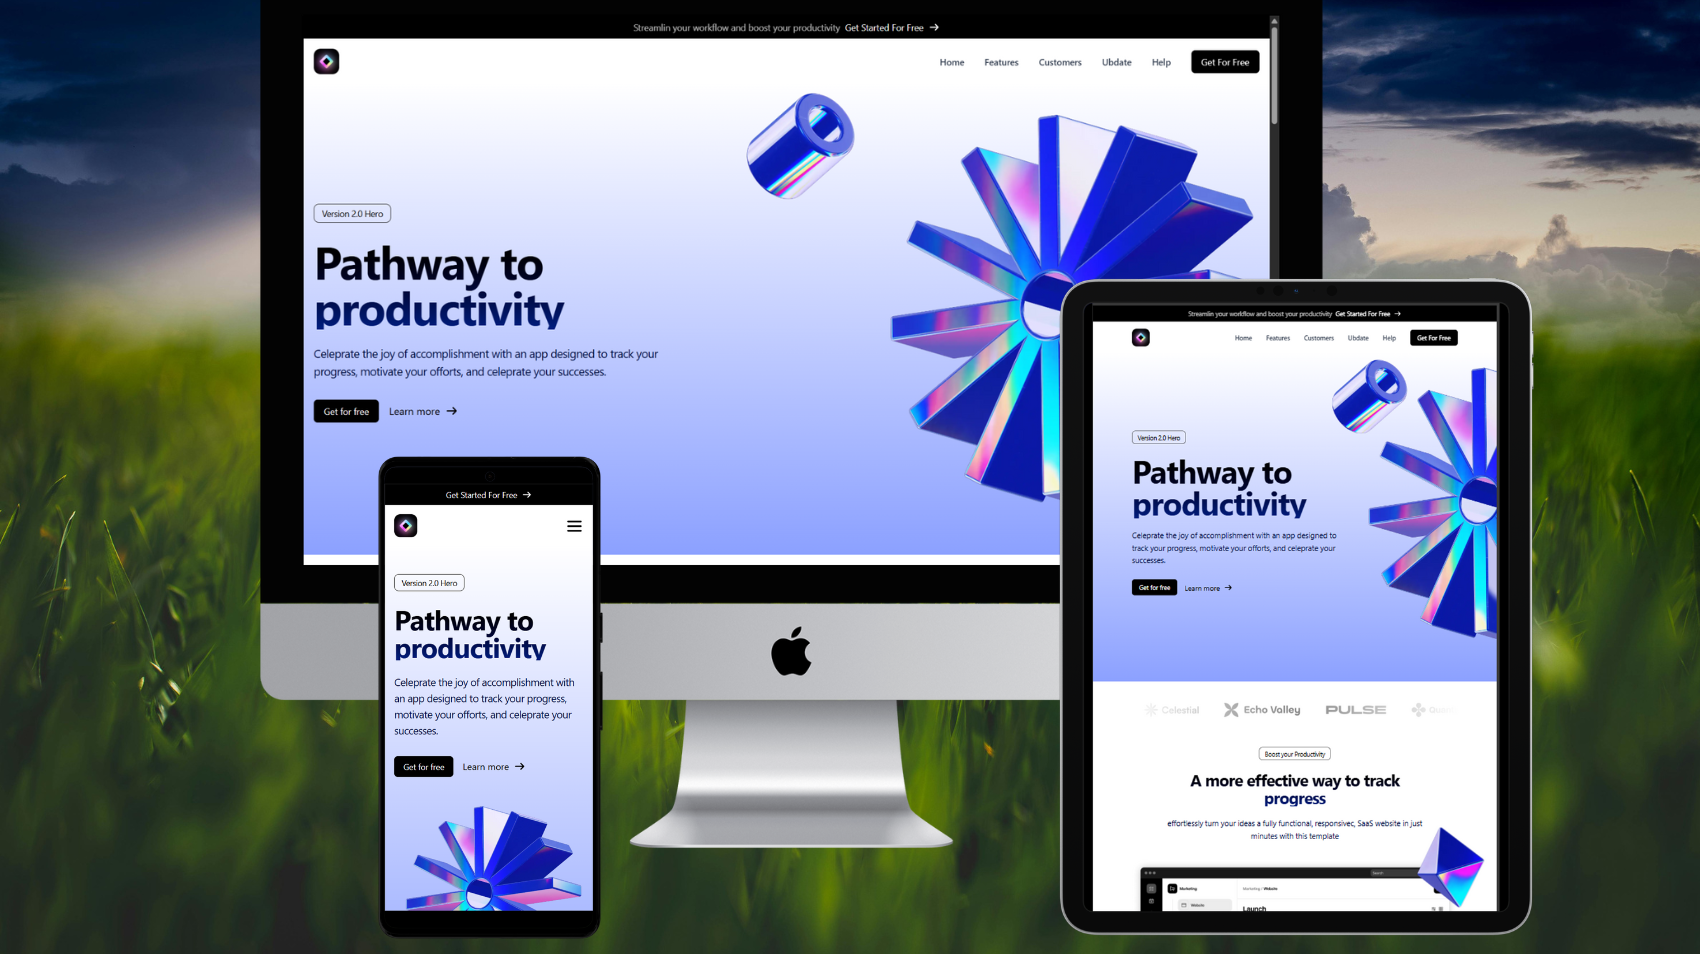 Streamlin your workflow and boost your productivity Get Started For Free →
Home Features Customers Ubdate Help Get For Free
Version 2.0 Hero
Pathway to
productivity
Celeprate the joy of accomplishment with an app designed to track your
progress, motivate your efforts, and celeprate your successes.
Get for free Learn more →
Get Started For Free →
Version 2.0 Hero
Pathway to
productivity
Celeprate the joy of accomplishment with
an app designed to track your progress,
motivate your efforts, and celeprate your
successes.
Get for free Learn more →
Streamlin your workflow and boost your productivity Get Started For Free →
Home Features Customers Ubdate Help Get For Free
Version 2.0 Hero
Pathway to
productivity
Celeprate the joy of accomplishment with an app designed to
track your progress, motivate your efforts, and celeprate your
successes.
Get for free Learn more →
Celestial Echo Valley PULSE
Boost your Productivity
A more effective way to track
progress
effortlessly turn your ideas a fully functional, responsivec, SaaS website in just
minutes with this template
Search
Marketing Marketing / Website
Website
Launch